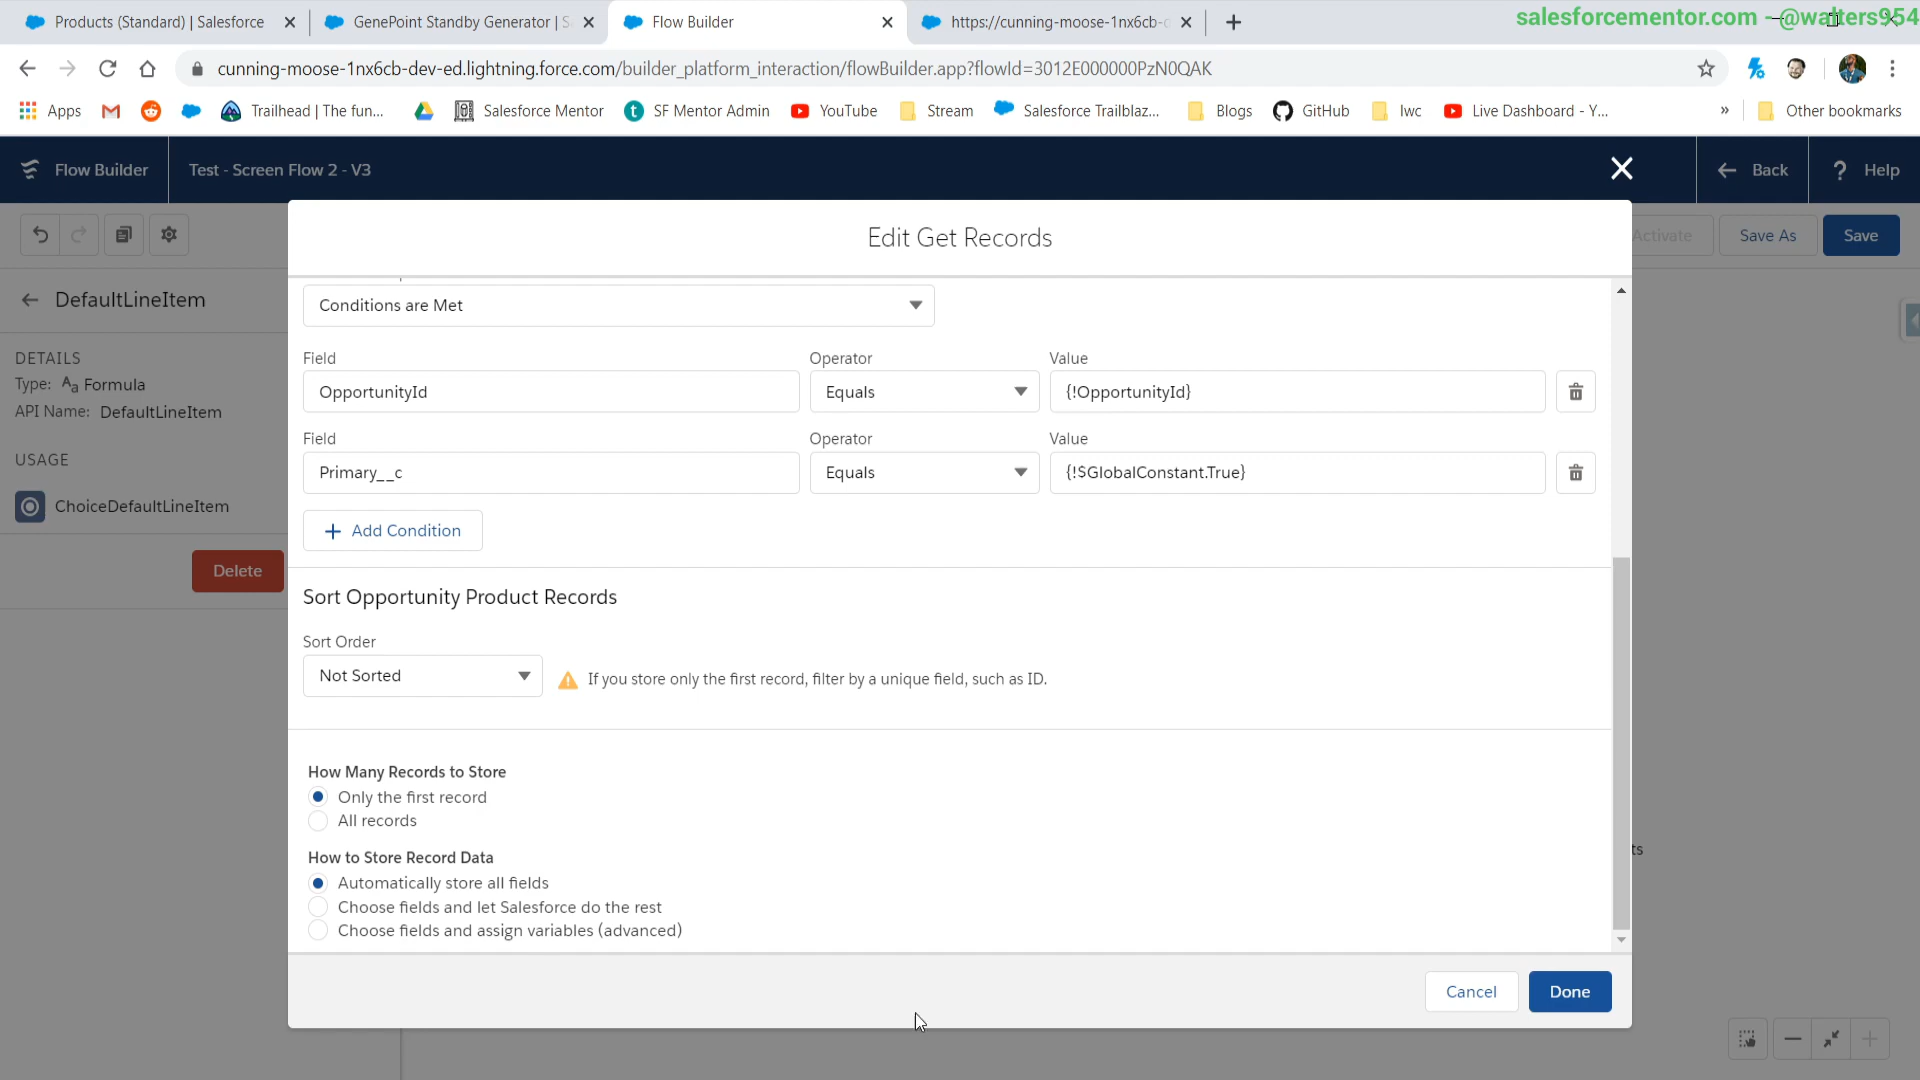 Products (Standard) | Salesforce
GenePoint Standby Generator | S
Flow Builder
https://cunning-moose-1nx6cb-d
salesforcementor.com - @walters954
cunning-moose-1nx6cb-dev-ed.lightning.force.com/builder_platform_interaction/flowBuilder.app?flowId=3012E000000PzN0QAK
Apps
Trailhead | The fun...
Salesforce Mentor
SF Mentor Admin
YouTube
Stream
Salesforce Trailblaz...
Blogs
GitHub
lwc
Live Dashboard - Y...
»
Other bookmarks
Flow Builder
Test - Screen Flow 2 - V3
Back
? Help
Activate
Save As
Save
DefaultLineItem
DETAILS
Type: Aa Formula
API Name: DefaultLineItem
USAGE
ChoiceDefaultLineItem
Delete
Edit Get Records
Conditions are Met
Field
Operator
Value
OpportunityId
Equals
{!OpportunityId}
Field
Operator
Value
Primary__c
Equals
{!$GlobalConstant.True}
+ Add Condition
Sort Opportunity Product Records
Sort Order
Not Sorted
If you store only the first record, filter by a unique field, such as ID.
How Many Records to Store
Only the first record
All records
How to Store Record Data
Automatically store all fields
Choose fields and let Salesforce do the rest
Choose fields and assign variables (advanced)
ts
Cancel
Done